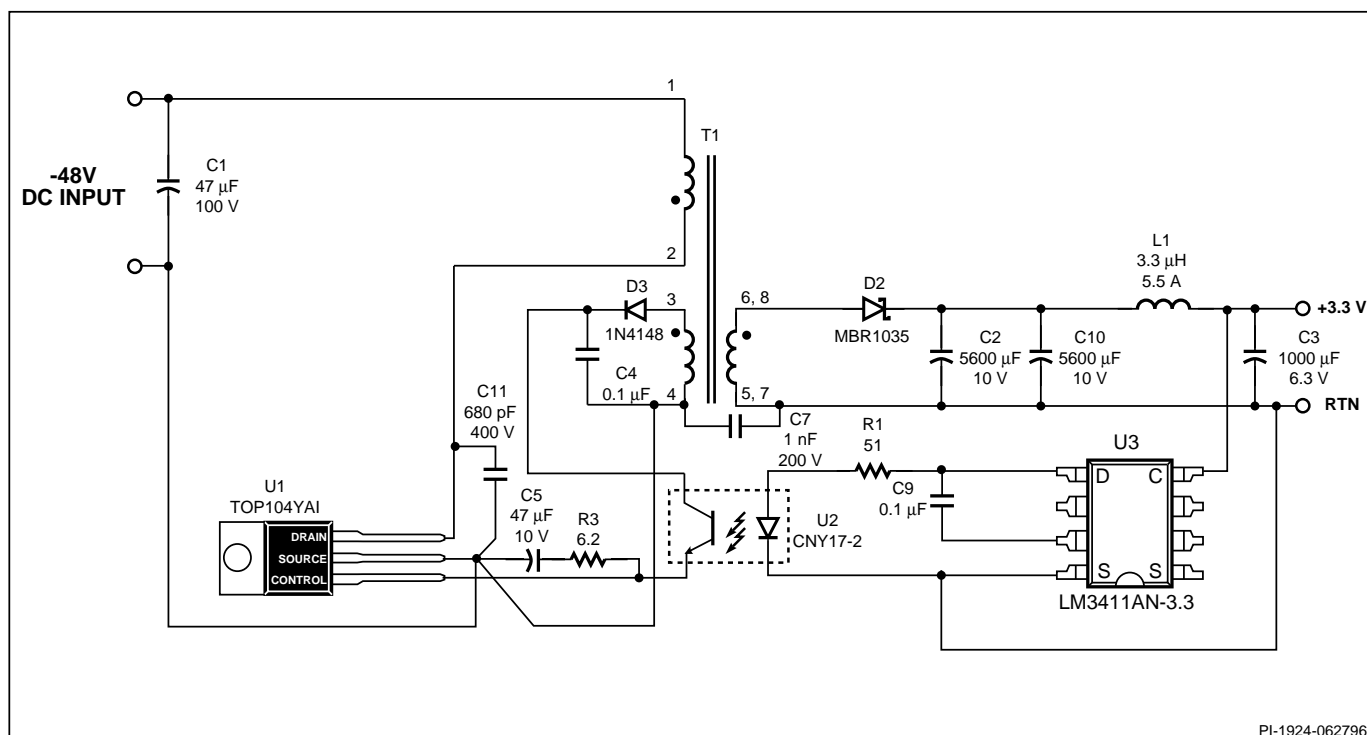 1
T1
-48V
DC INPUT
C1
47 µF
100 V
2
L1
3.3 µH
5.5 A
D3
3
1N4148
6, 8
D2
MBR1035
+3.3 V
C2
5600 µF
10 V
C10
5600 µF
10 V
C3
1000 µF
6.3 V
C4
0.1 µF
4
5, 7
RTN
C11
680 pF
400 V
C7
1 nF
200 V
R1
51
U3
D
C
C9
0.1 µF
U1
TOP104YAI
C5
47 µF
10 V
R3
6.2
U2
CNY17-2
DRAIN
SOURCE
CONTROL
S
S
LM3411AN-3.3
PI-1924-062796